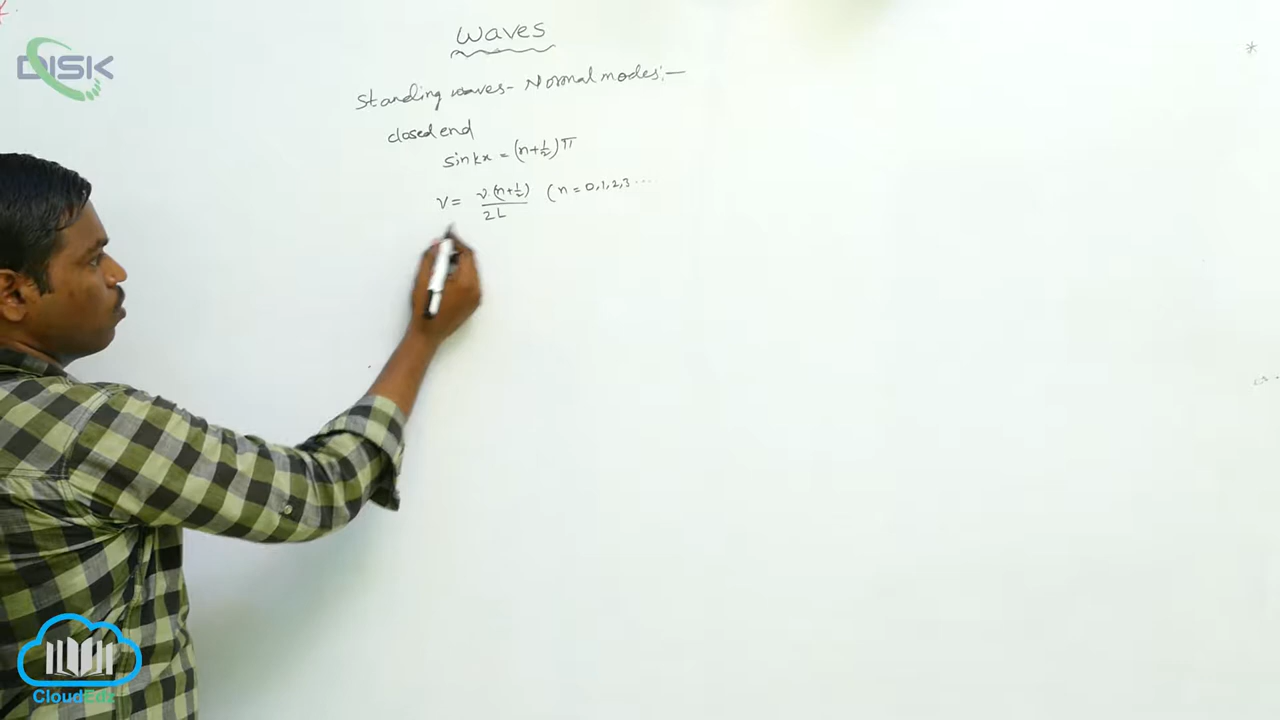 DISK
Waves
Standing waves - Normal modes:-
closed end
sin kx = (n+1/2) π
ν = v (n+1/2) / 2L (n = 0,1,2,3 ...
CloudEdz